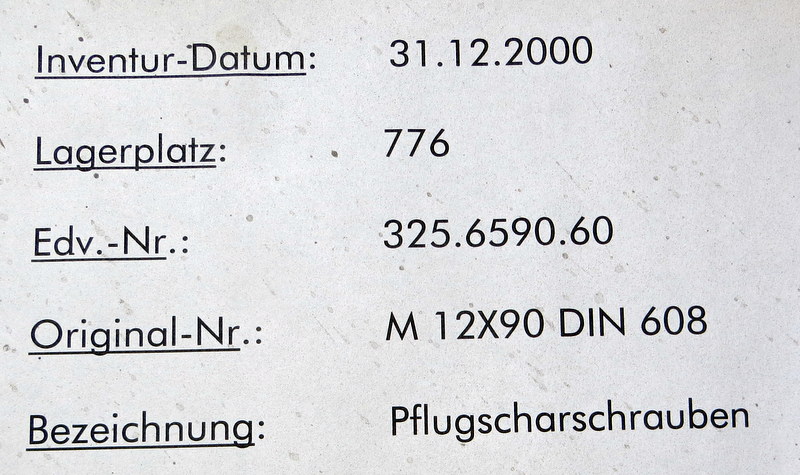 Inventur-Datum: 31.12.2000
Lagerplatz: 776
Edv.-Nr.: 325.6590.60
Original-Nr.: M 12X90 DIN 608
Bezeichnung: Pflugscharschrauben